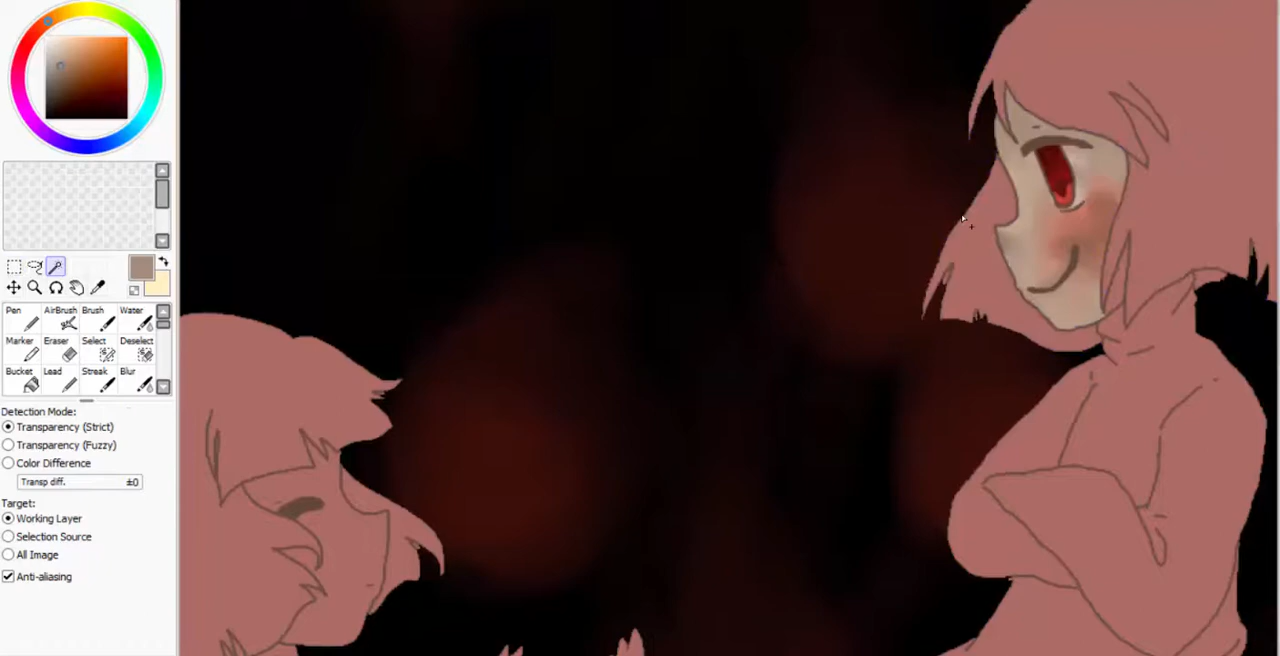 Pen AirBrush Brush Water
Marker Eraser Select Deselect
Bucket Lead Streak Blur
Detection Mode:
Transparency (Strict)
Transparency (Fuzzy)
Color Difference
Transp diff. ±0
Target:
Working Layer
Selection Source
All Image
Anti-aliasing